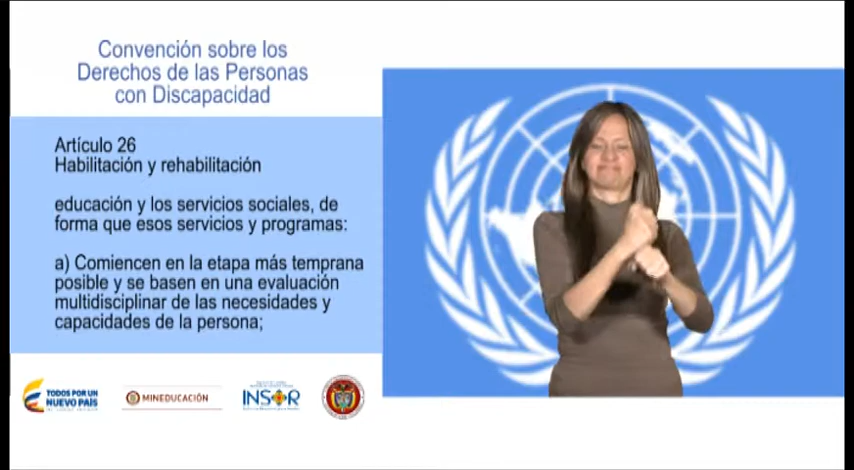 Convención sobre los
Derechos de las Personas
con Discapacidad
Artículo 26
Habilitación y rehabilitación
educación y los servicios sociales, de
forma que esos servicios y programas:
a) Comiencen en la etapa más temprana
posible y se basen en una evaluación
multidisciplinar de las necesidades y
capacidades de la persona;
TODOS POR UN
NUEVO PAÍS
MINEDUCACIÓN
INSOR